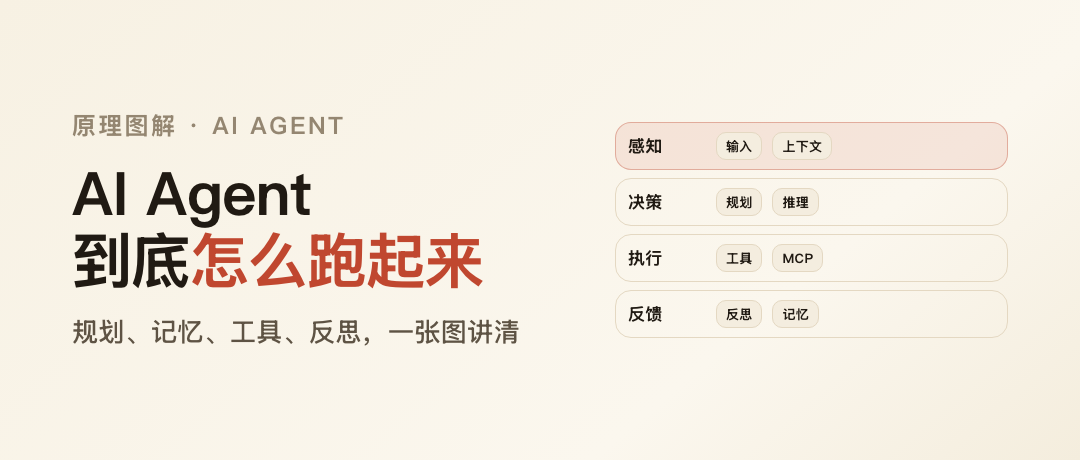 原理图解 · AI AGENT
AI Agent
到底怎么跑起来
规划、记忆、工具、反思，一张图讲清
感知 输入 上下文
决策 规划 推理
执行 工具 MCP
反馈 反思 记忆